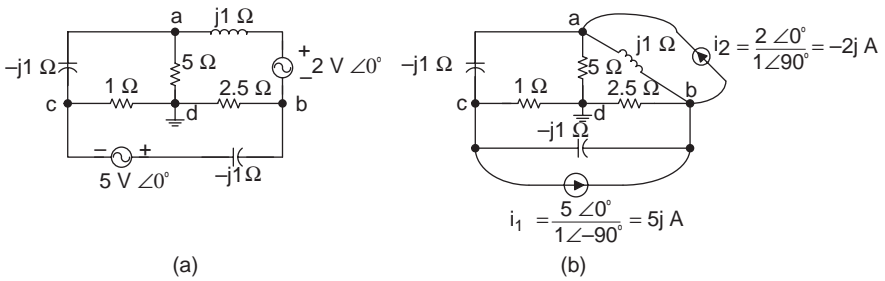 a
j1 Ω
–j1 Ω
5 Ω
+
–
2 V ∠0°
1 Ω
2.5 Ω
c
d
b
–
+
5 V ∠0°
–j1Ω
(a)
a
j1 Ω
i2 = 2 ∠0° / 1∠90° = –2j A
–j1 Ω
5 Ω
1 Ω
2.5 Ω
c
d
b
–j1 Ω
i1 = 5 ∠0° / 1∠–90° = 5j A
(b)